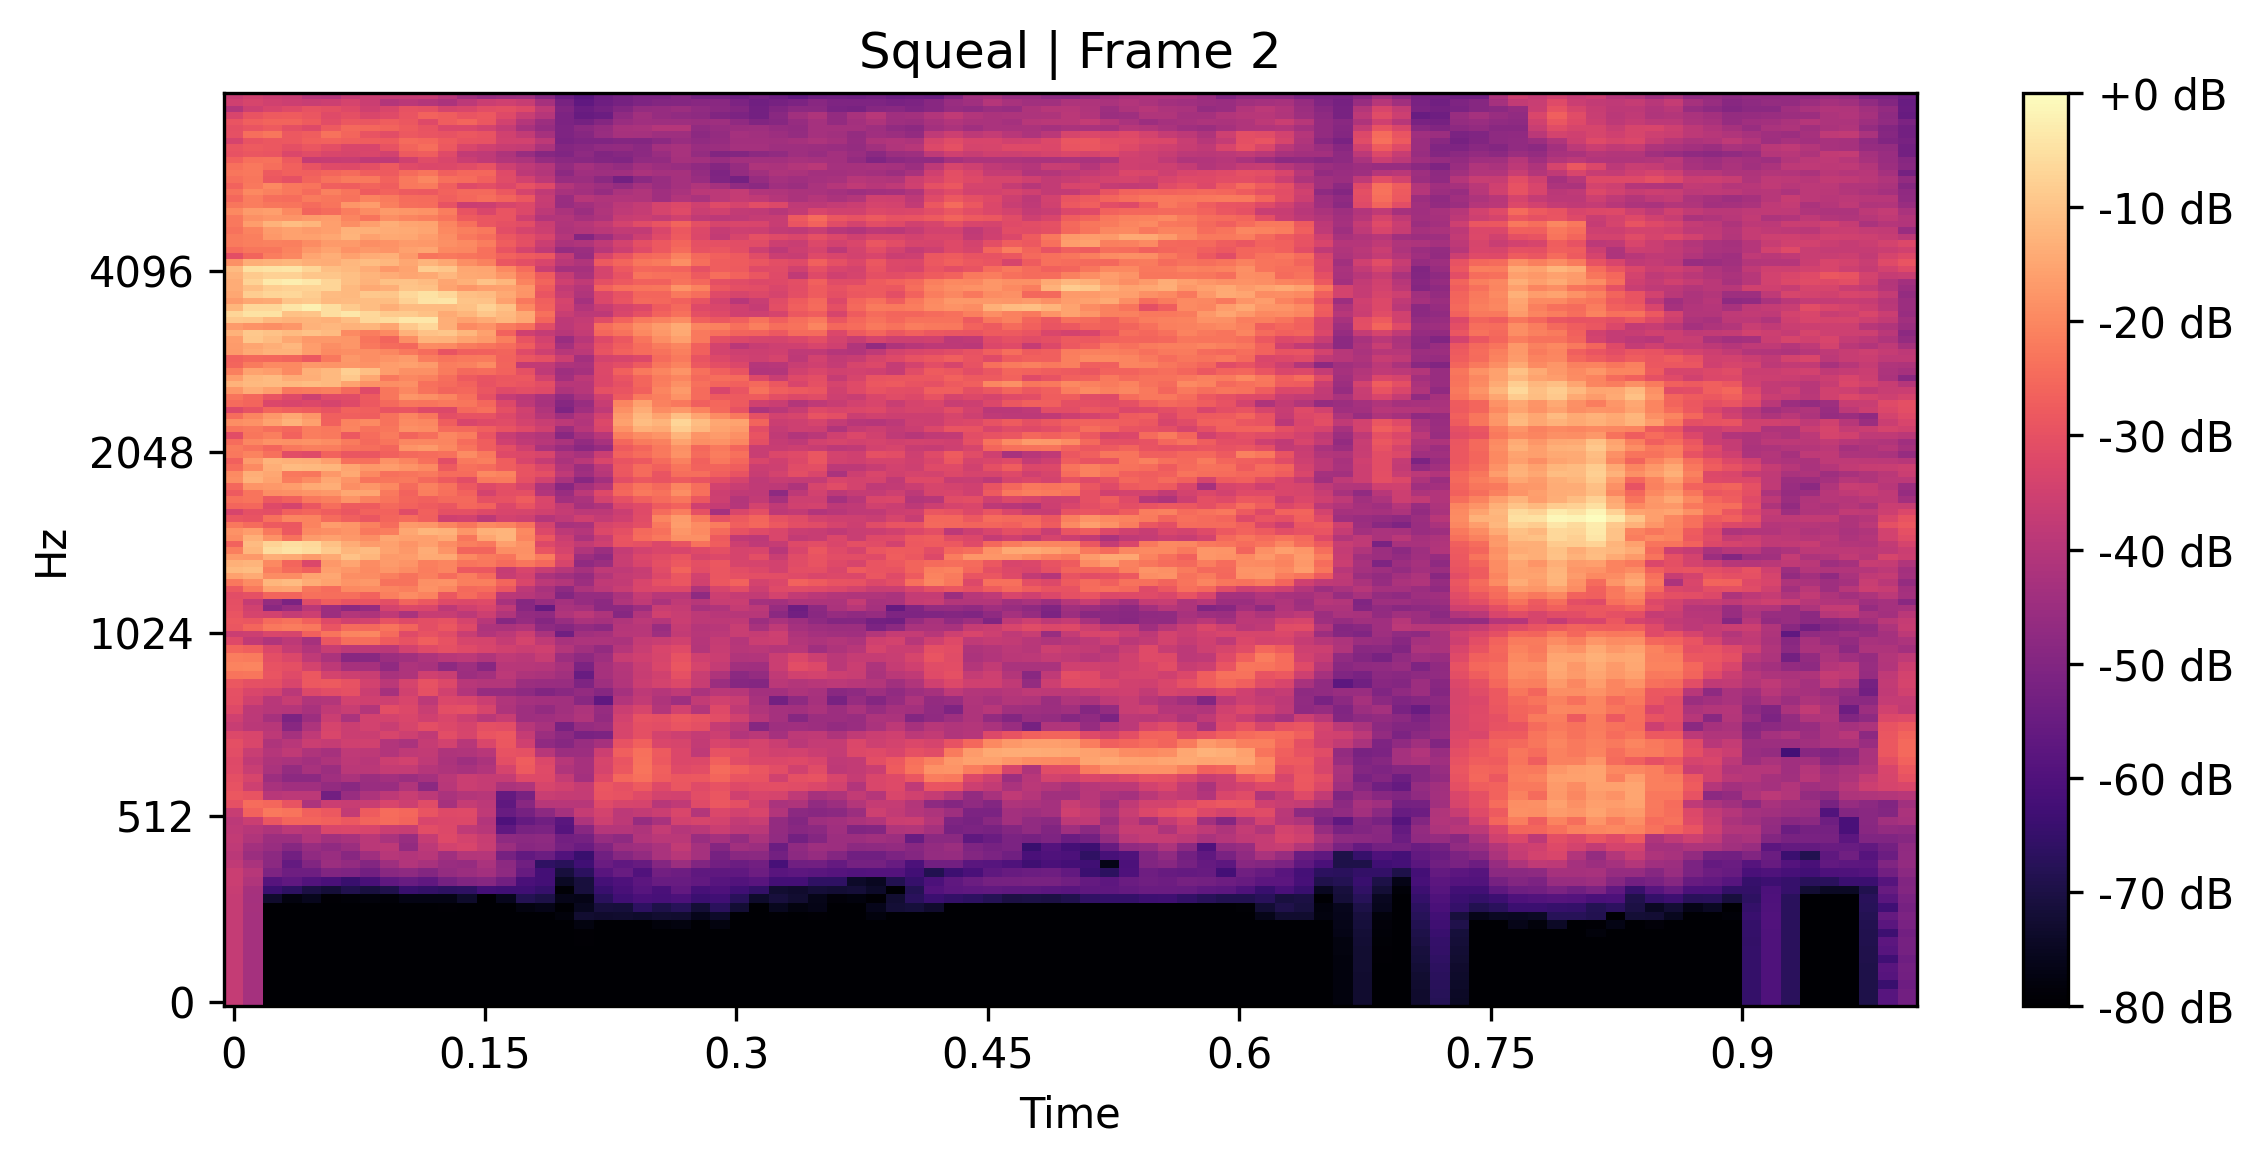 Squeal | Frame 2
Hz
4096
2048
1024
512
0
0 0.15 0.3 0.45 0.6 0.75 0.9
Time
+0 dB
-10 dB
-20 dB
-30 dB
-40 dB
-50 dB
-60 dB
-70 dB
-80 dB